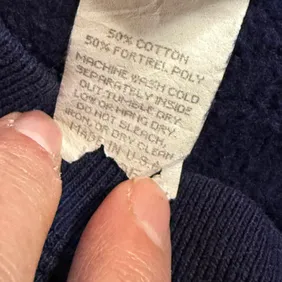 50% COTTON
50% FORTREL POLY
MACHINE WASH COLD
SEPARATELY INSIDE
OUT. TUMBLE DRY
LOW OR HANG DRY.
DO NOT BLEACH,
IRON, OR DRY CLEAN
MADE IN U.S.A.